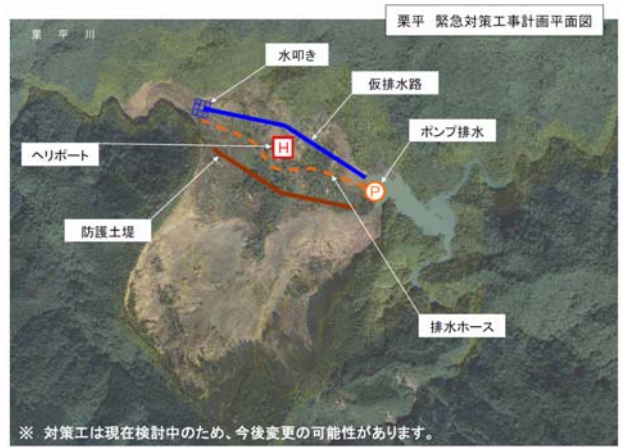 栗平 緊急対策工事計画平面図
栗平川
水叩き
仮排水路
ポンプ排水
ヘリポート
H
P
防護土堤
排水ホース
※ 対策工は現在検討中のため、今後変更の可能性があります。